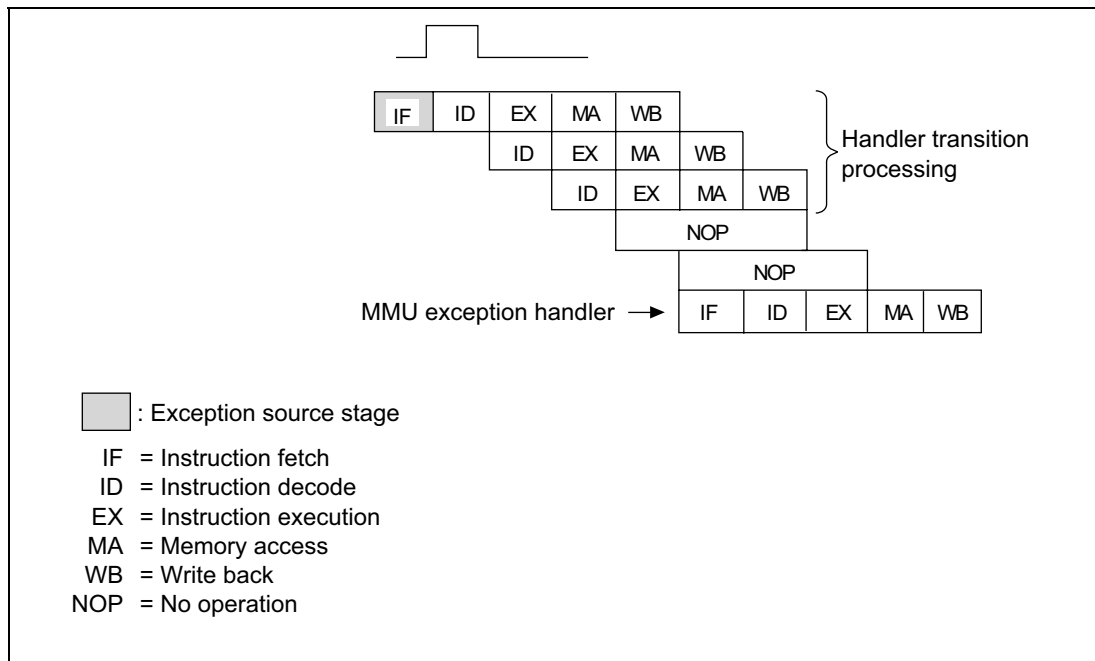 IF ID EX MA WB
ID EX MA WB
Handler transition
processing
ID EX MA WB
NOP
NOP
MMU exception handler → IF ID EX MA WB
: Exception source stage
IF = Instruction fetch
ID = Instruction decode
EX = Instruction execution
MA = Memory access
WB = Write back
NOP = No operation